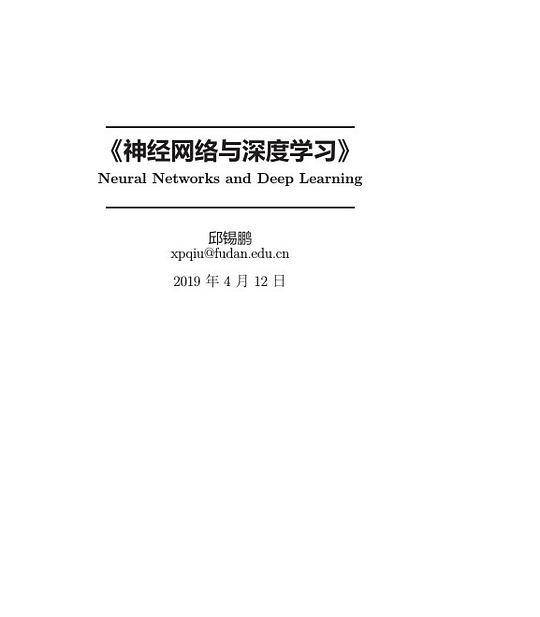 《神经网络与深度学习》
Neural Networks and Deep Learning
邱锡鹏
xpqiu@fudan.edu.cn
2019 年 4 月 12 日